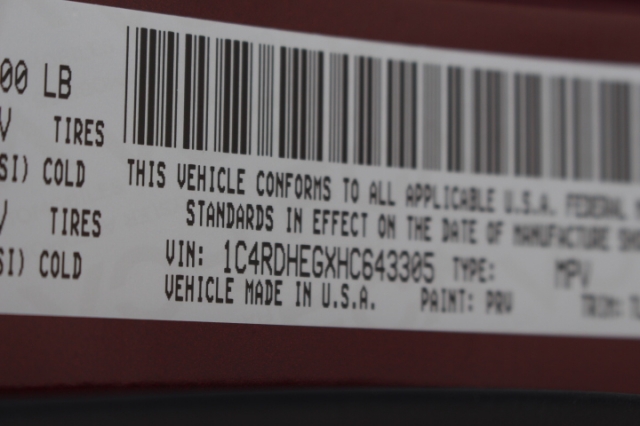 00 LB
V TIRES
SI) COLD
V TIRES
SI) COLD
THIS VEHICLE CONFORMS TO ALL APPLICABLE U.S.A. FEDERAL
STANDARDS IN EFFECT ON THE DATE OF MANUFACTURE
VIN: 1C4RDHEGXHC643305 TYPE: MPV
VEHICLE MADE IN U.S.A. PAINT: PRV
TRIM: